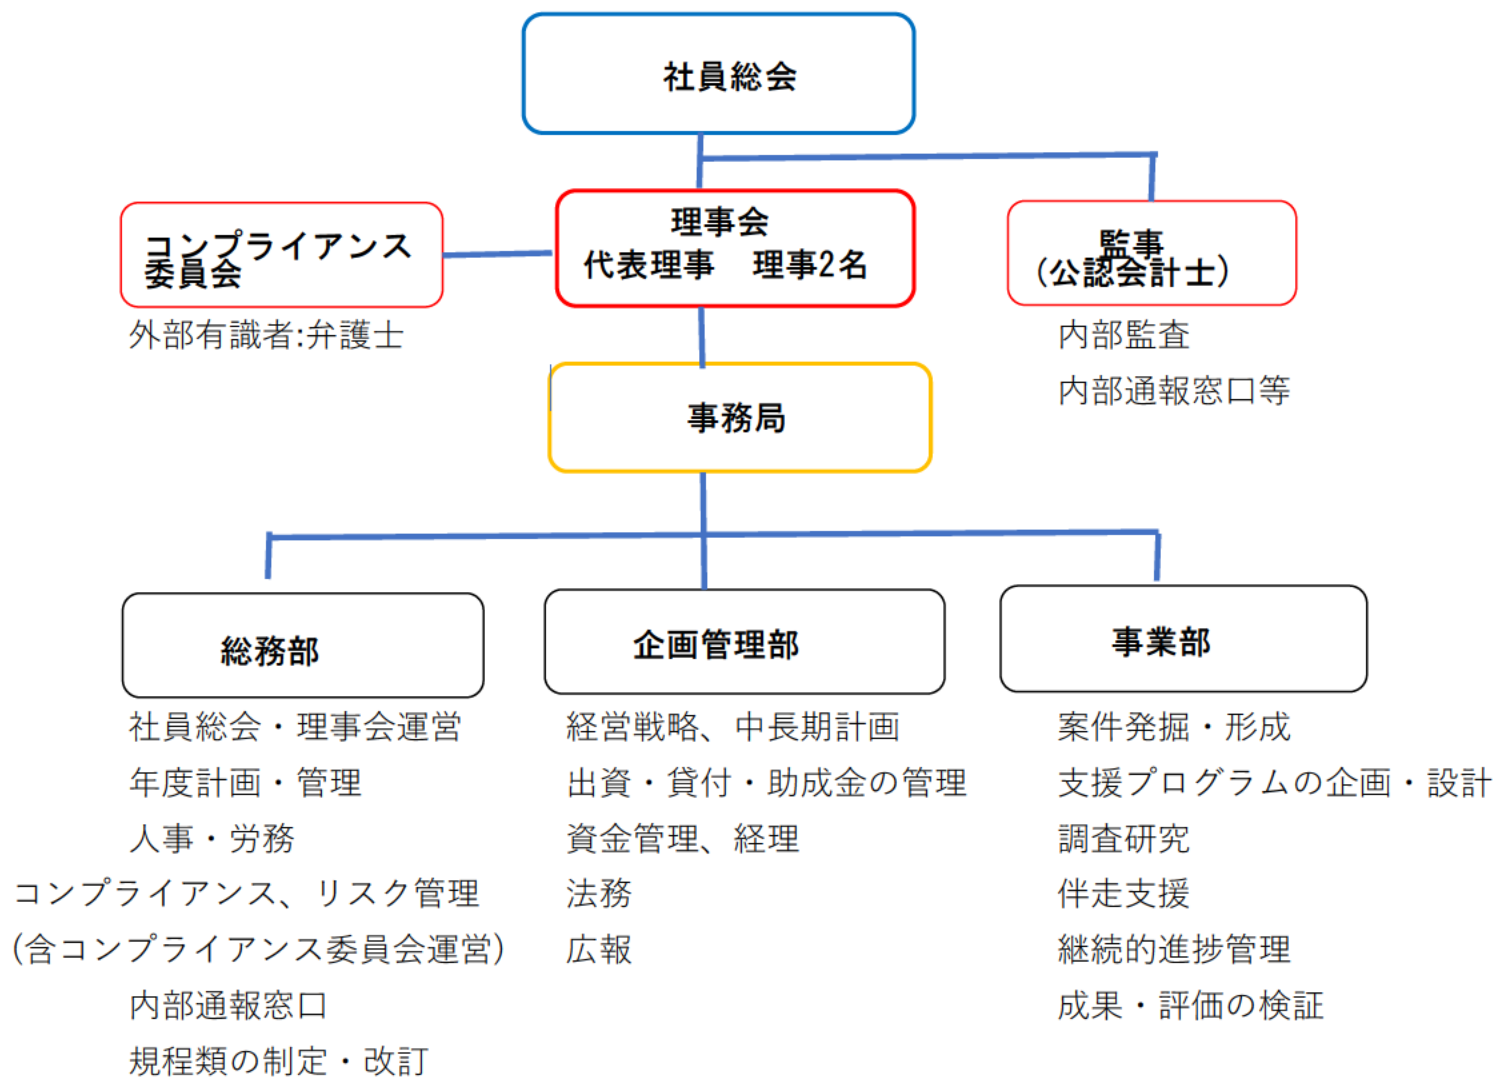 社員総会
コンプライアンス
委員会
外部有識者:弁護士
理事会
代表理事　理事2名
監事
（公認会計士）
内部監査
内部通報窓口等
事務局
総務部
社員総会・理事会運営
年度計画・管理
人事・労務
コンプライアンス、リスク管理
(含コンプライアンス委員会運営)
内部通報窓口
規程類の制定・改訂
企画管理部
経営戦略、中長期計画
出資・貸付・助成金の管理
資金管理、経理
法務
広報
事業部
案件発掘・形成
支援プログラムの企画・設計
調査研究
伴走支援
継続的進捗管理
成果・評価の検証